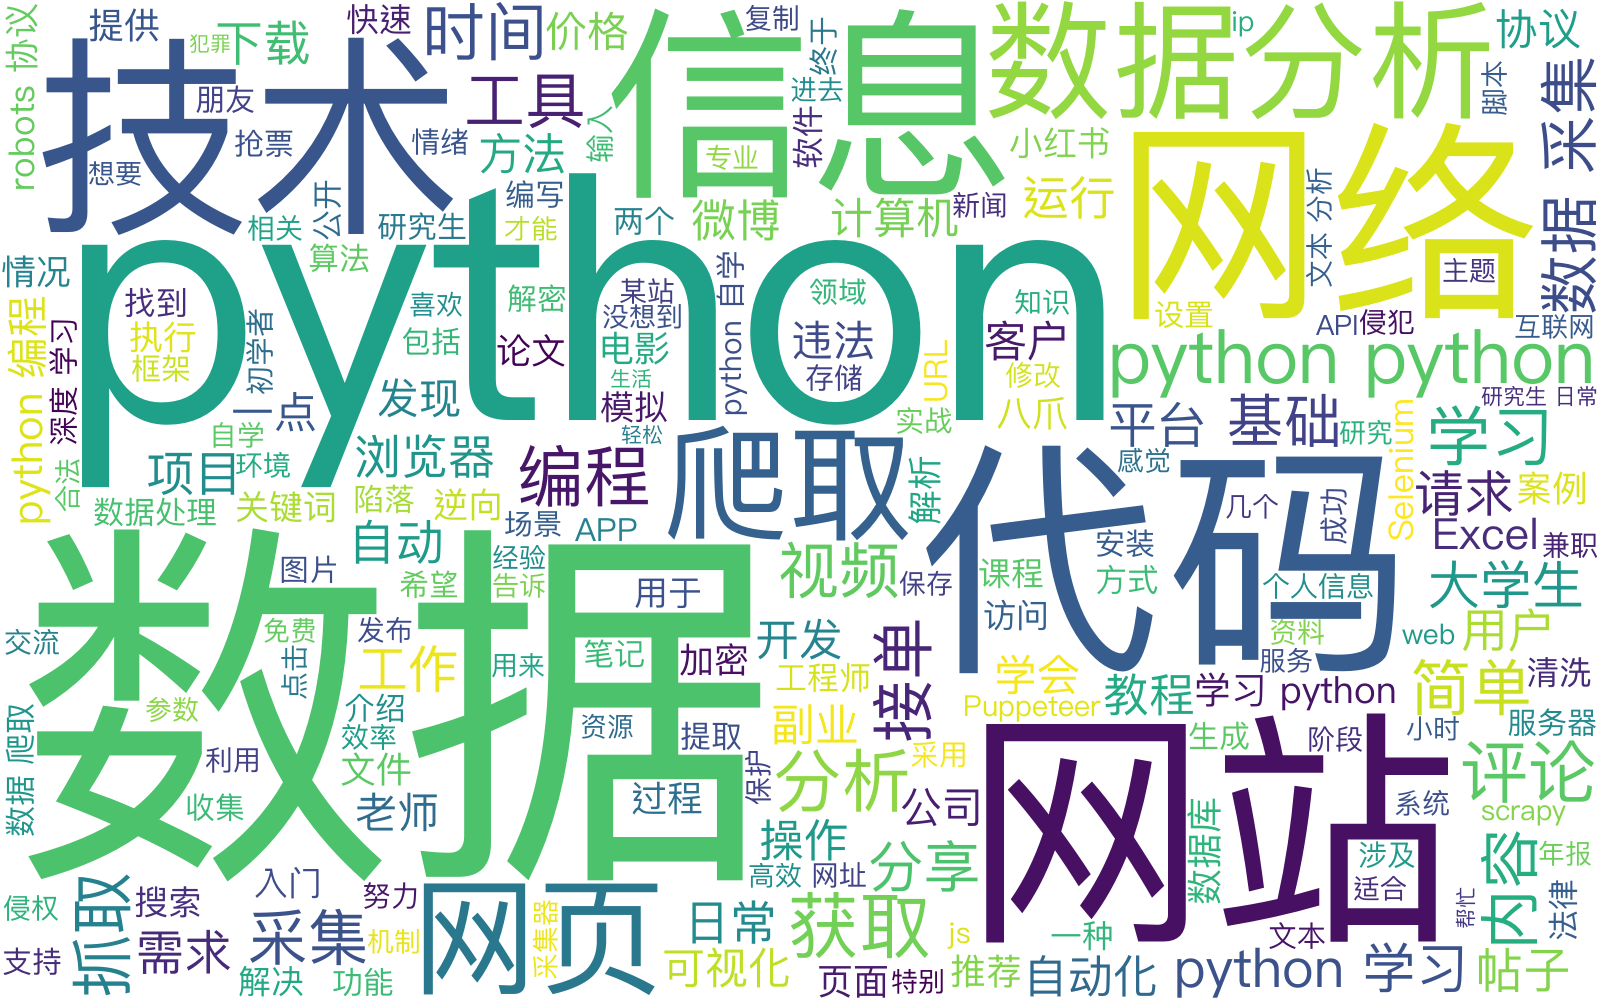 robots 协议
提供
犯罪
下载
快速
时间
价格
复制
终于
ip
协议
技术
朋友
抢票
想要
情绪
工具
方法
输入
信息
专业
进去
软件
数据分析
小红书
脚本
数据 采集
相关
公开
研究生
算法
编写
才能
两个
微博
计算机
新闻
运行
网络
文本 分析
主题
情况
python 编程
深度 学习
找到
执行
框架
初学者
python
喜欢
包括
解密
论文
某站
没想到
电影
生活
模拟
轻松
python 自学
领域
违法
存储
URL
客户
知识
修改
八爪
实战
设置
API
侵犯
互联网
python python
研究生 日常
一点
发现
自学
环境
合法
项目
浏览器
编程
爬取
解析
代码
平台
感觉
基础
研究
学习
Selenium
请求
案例
Excel
兼职
几个
成功
数据处理
关键词
陷落
逆向
场景
APP
自动
经验
告诉
希望
图片
数据
视频
保存
课程
访问
安装
方式
个人信息
大学生
用于
交流
免费
发布
点击
工作
用来
笔记
加密
开发
接单
工程师
学会
Puppeteer
教程
学习 python
资料
服务
web
用户
简单
清洗
数据 爬取
参数
介绍
效率
文件
利用
收集
资源
提取
副业
保护
采用
分析
网站
生成
阶段
小时
服务器
评论
scrapy
系统
老师
过程
公司
操作
高效
网址
分享
数据库
涉及
适合
内容
年报
法律
帮忙
侵权
支持
抓取
搜索
入门
努力
需求
采集
解决
机制
功能
网页
采集器
日常
可视化
获取
页面
特别
js
推荐
一种
自动化
文本
python 学习
帖子